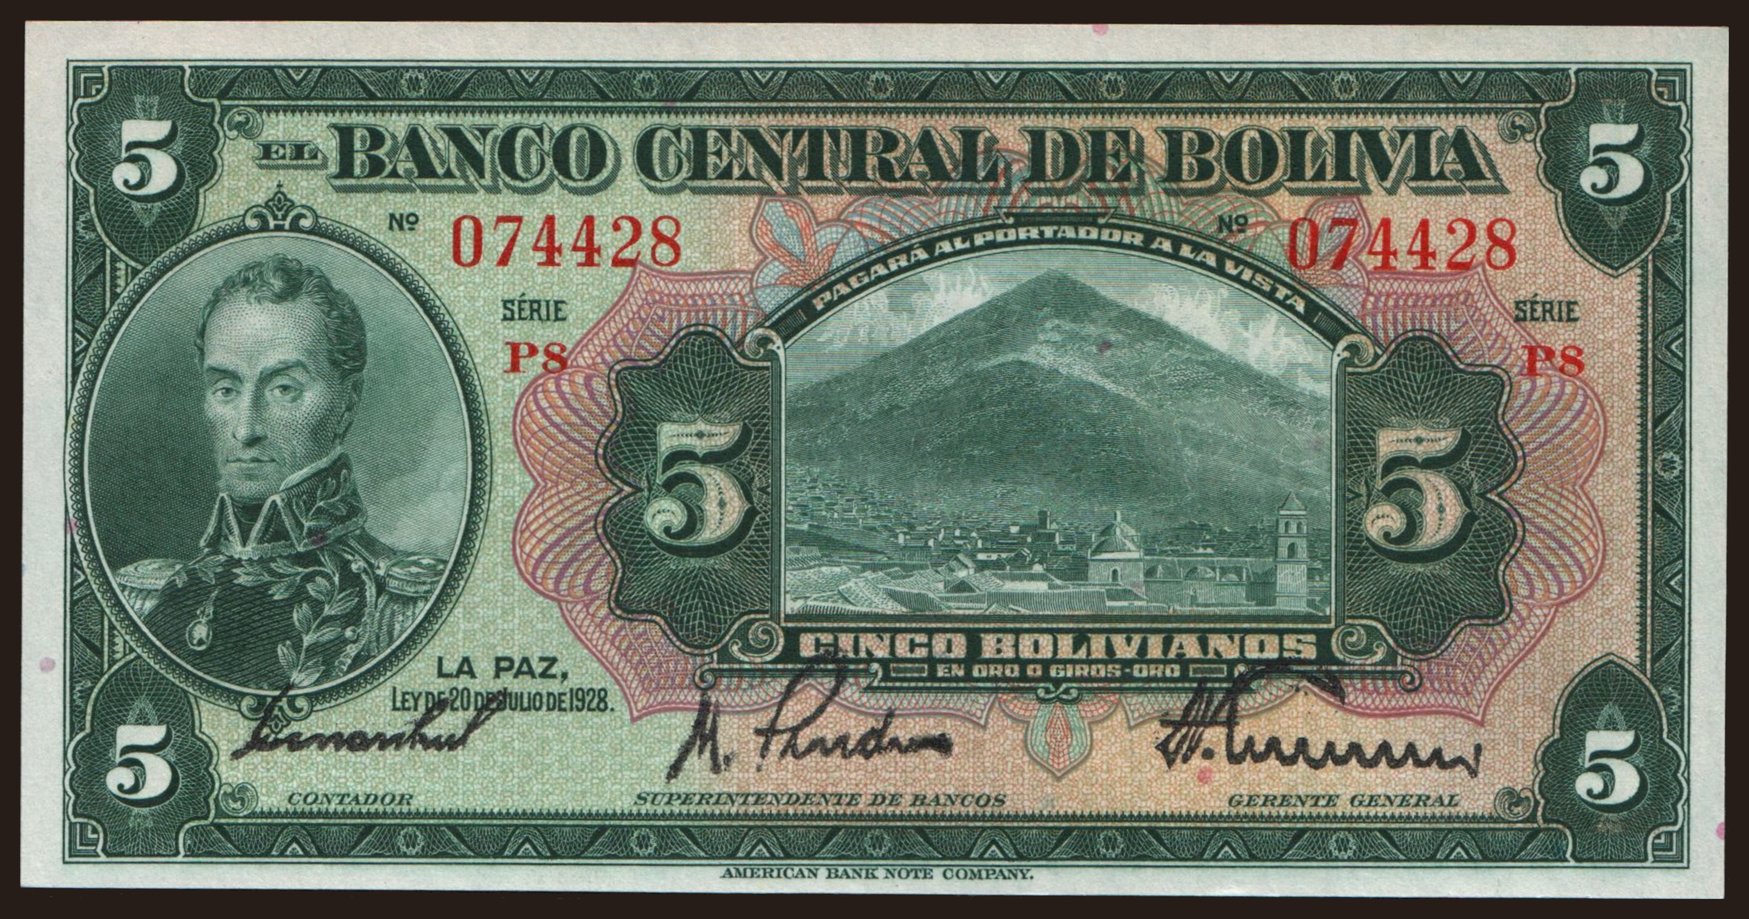 5 5
EL BANCO CENTRAL DE BOLIVIA
Nº 074428 Nº 074428
PAGARÁ AL PORTADOR A LA VISTA
SÉRIE SÉRIE
P8 P8
5 5
CINCO BOLIVIANOS
EN ORO O GIROS-ORO
LA PAZ,
LEY DE 20 DE JULIO DE 1928.
5 5
CONTADOR SUPERINTENDENTE DE BANCOS GERENTE GENERAL
AMERICAN BANK NOTE COMPANY.